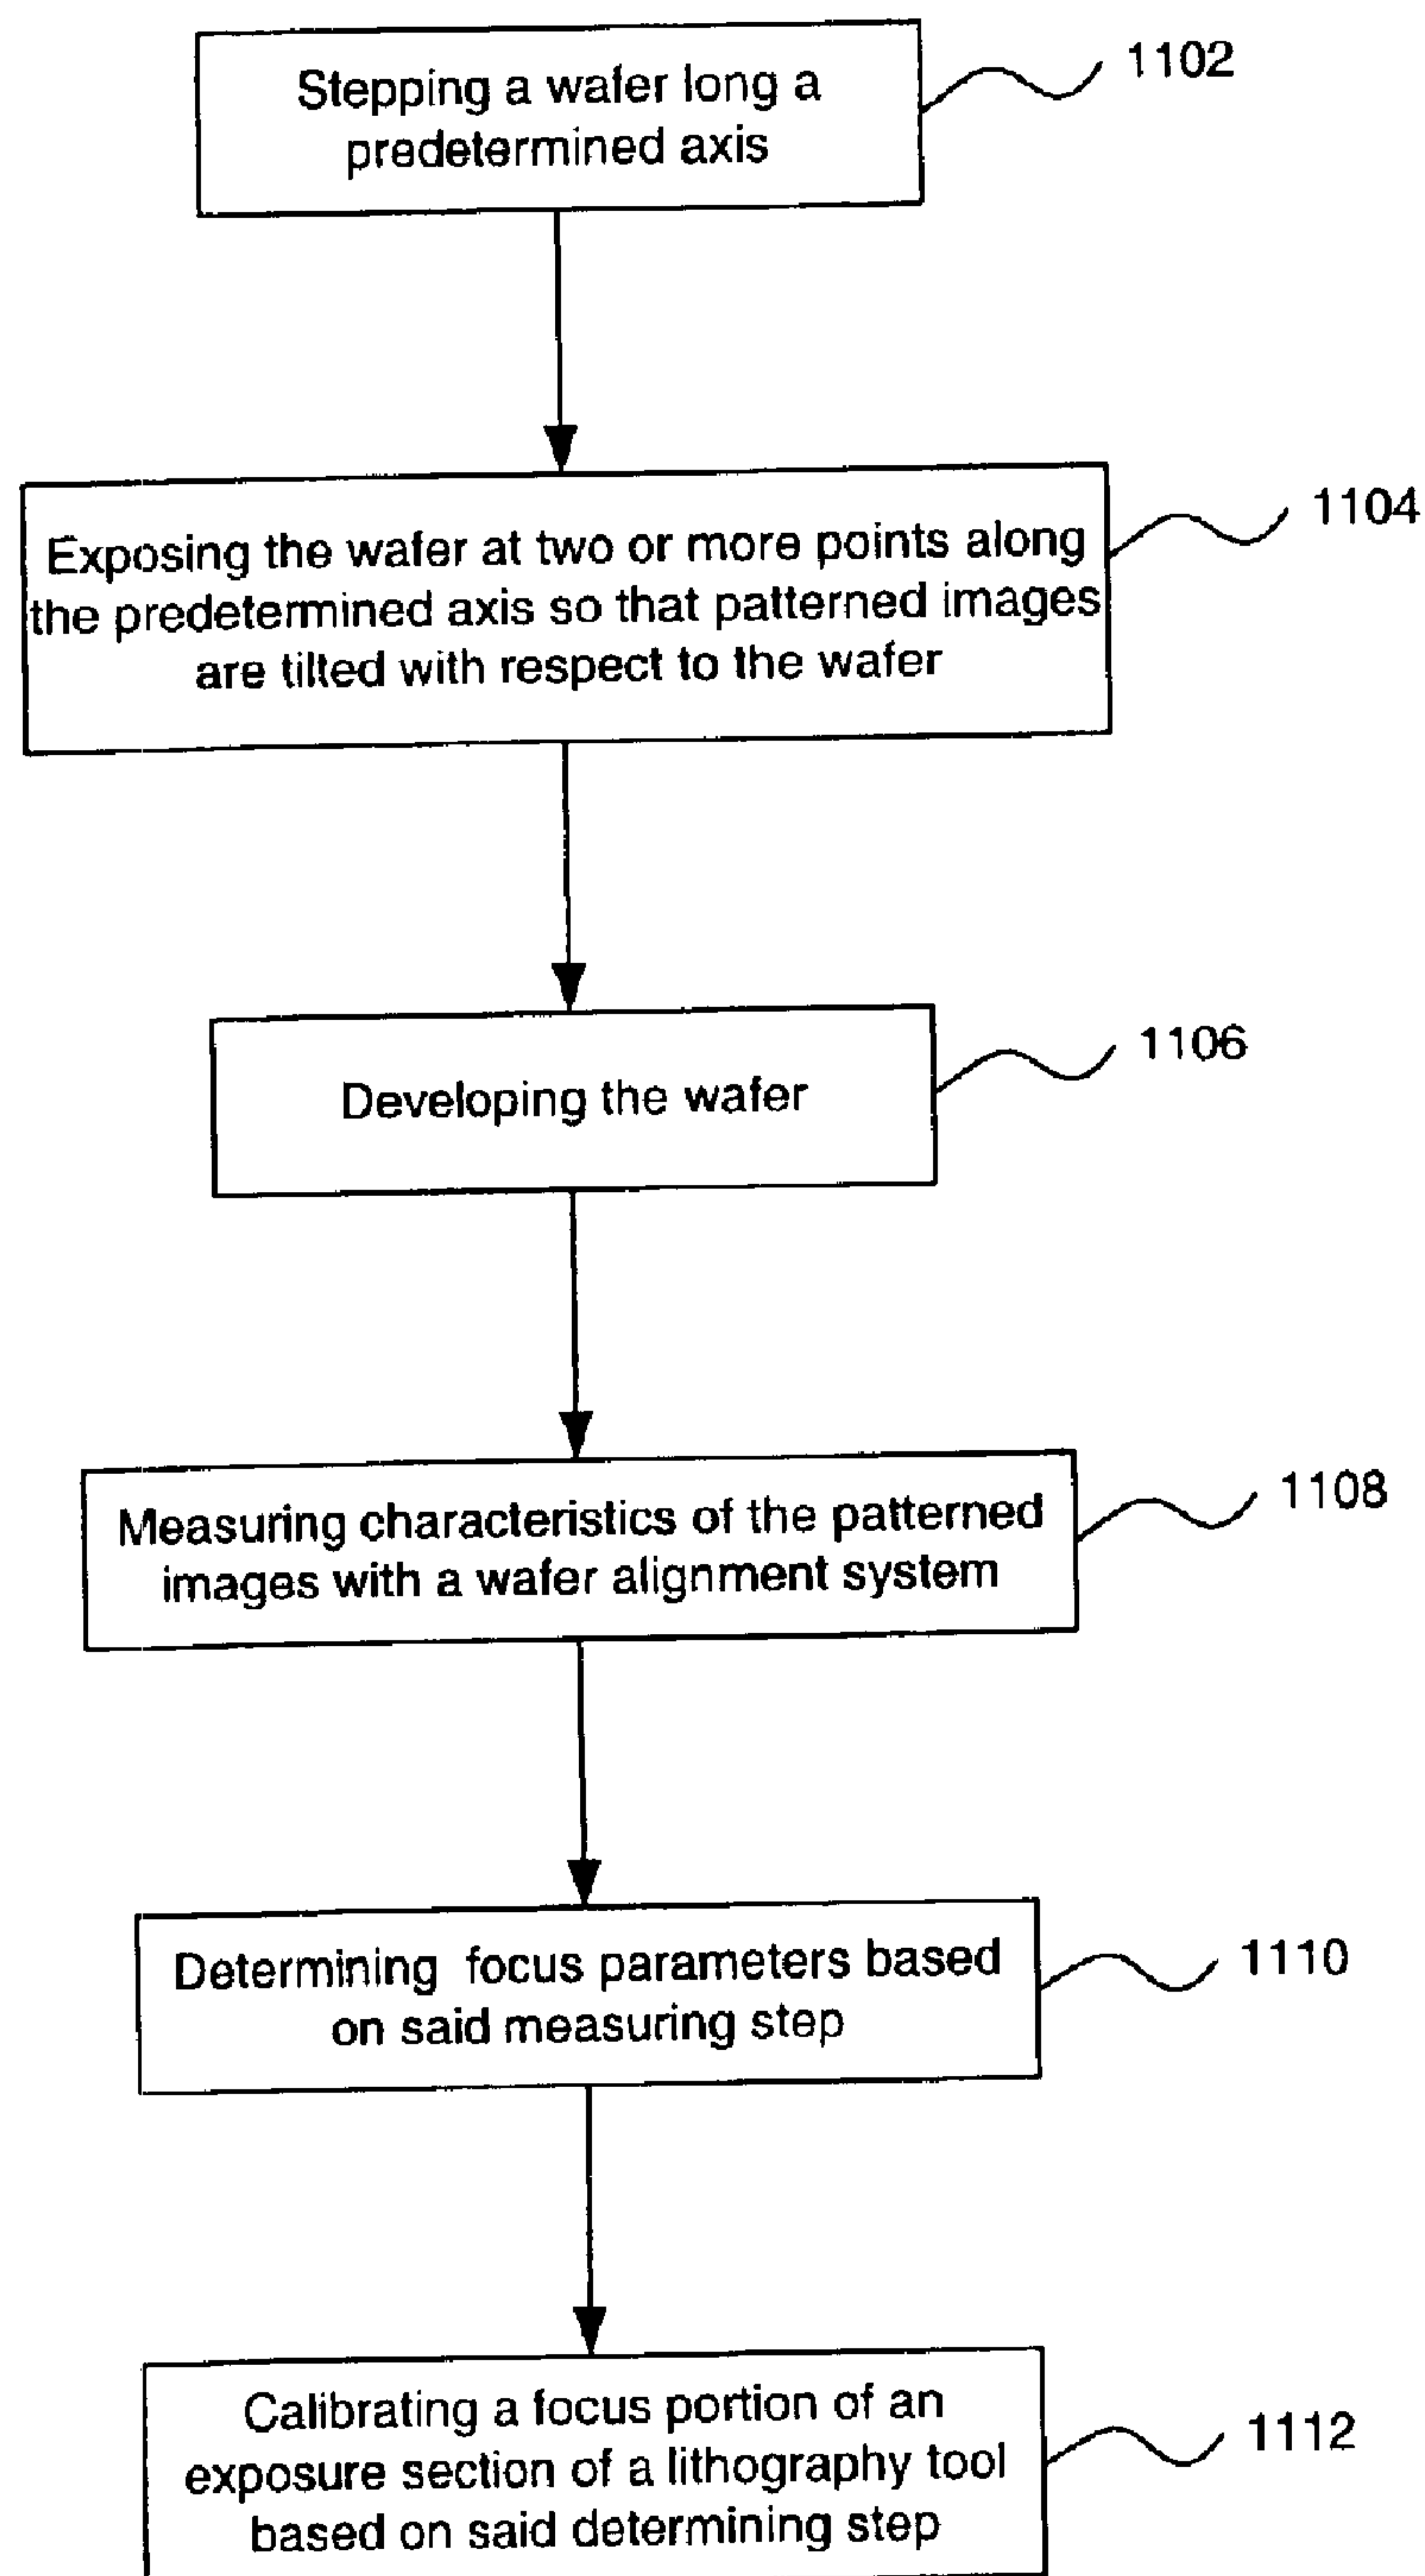 Stepping a wafer long a
predetermined axis
1102
Exposing the wafer at two or more points along
the predetermined axis so that patterned images
are tilted with respect to the wafer
1104
Developing the wafer
1106
Measuring characteristics of the patterned
images with a wafer alignment system
1108
Determining focus parameters based
on said measuring step
1110
Calibrating a focus portion of an
exposure section of a lithography tool
based on said determining step
1112